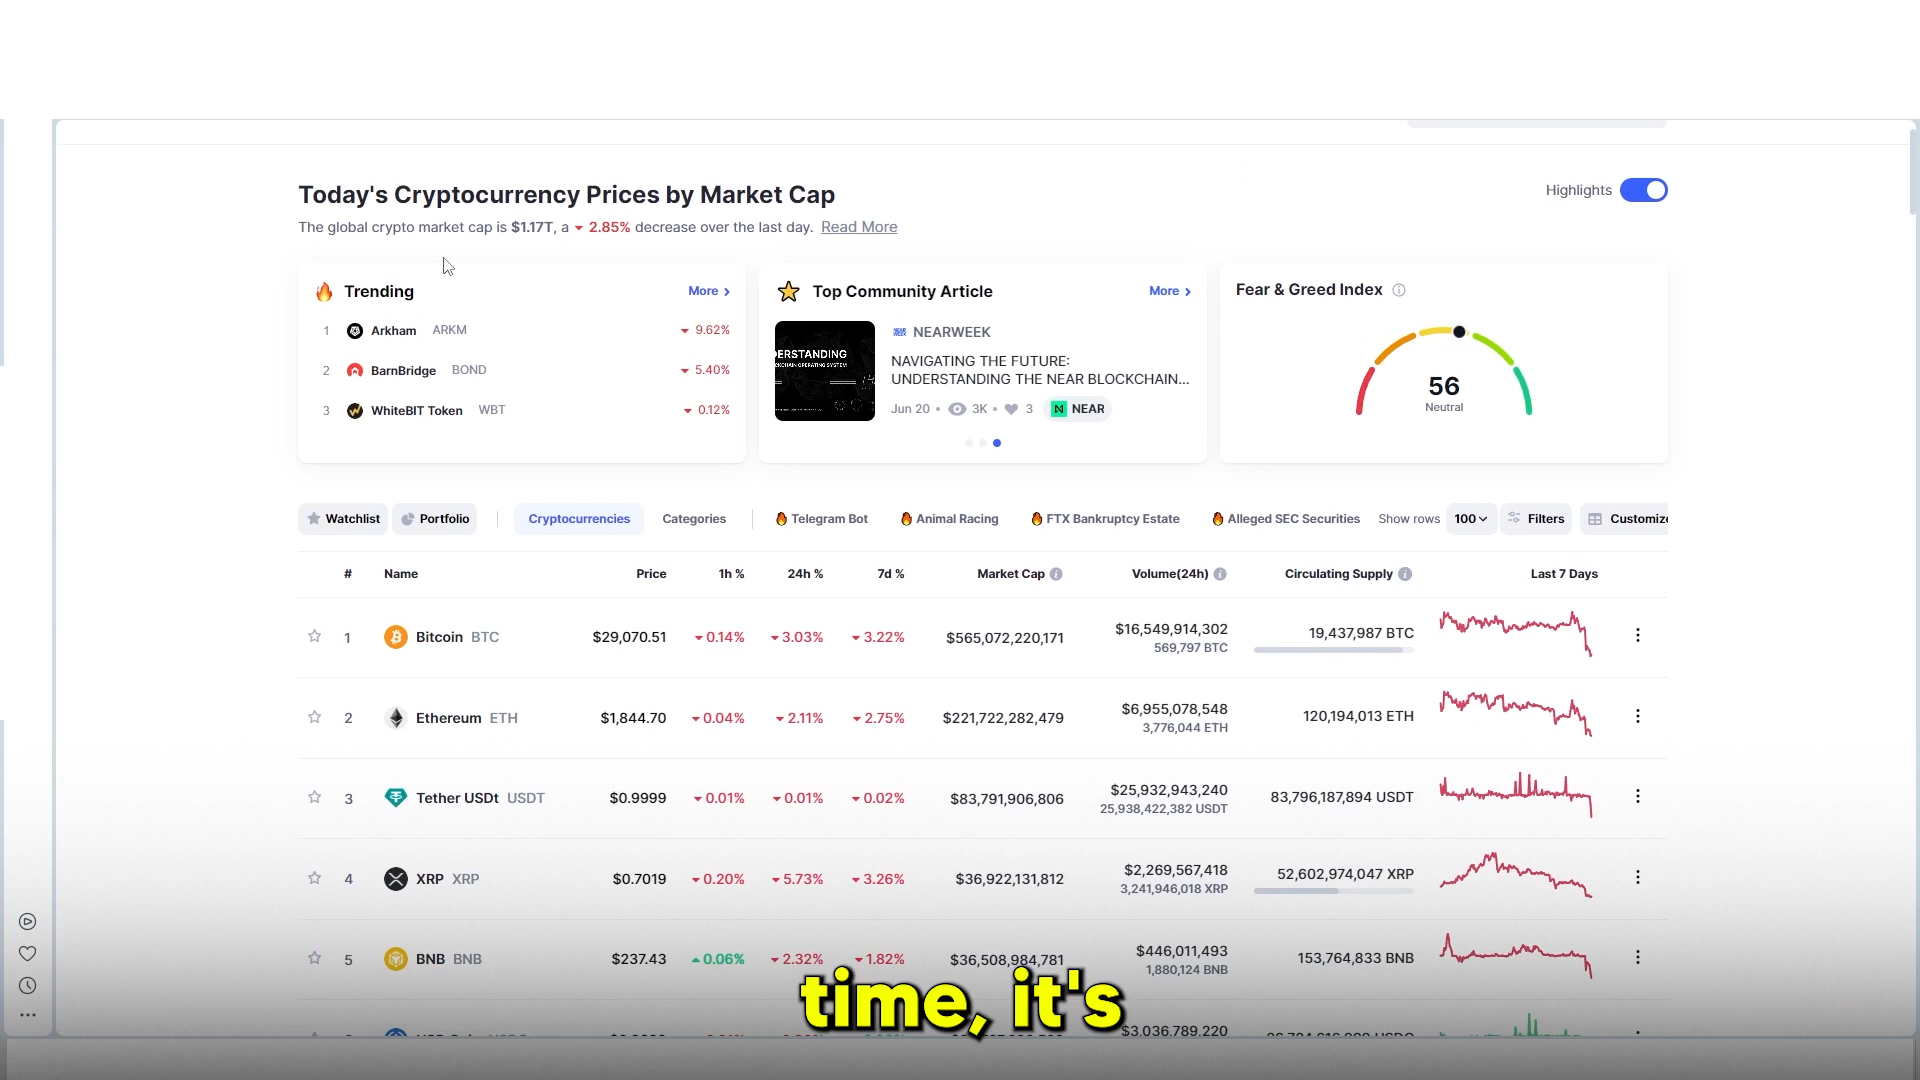 Today's Cryptocurrency Prices by Market Cap
Highlights
The global crypto market cap is $1.17T, a 2.85% decrease over the last day. Read More
Trending
More
1 Arkham ARKM 9.62%
2 BarnBridge BOND 5.40%
3 WhiteBIT Token WBT 0.12%
Top Community Article
More
ERSTANDING
NEARWEEK
NAVIGATING THE FUTURE:
UNDERSTANDING THE NEAR BLOCKCHAIN...
Jun 20 • 3K • 3 NEAR
Fear & Greed Index
56
Neutral
Watchlist Portfolio Cryptocurrencies Categories Telegram Bot Animal Racing FTX Bankruptcy Estate Alleged SEC Securities Show rows 100 Filters Customize
# Name Price 1h % 24h % 7d % Market Cap Volume(24h) Circulating Supply Last 7 Days
1 Bitcoin BTC $29,070.51 0.14% 3.03% 3.22% $565,072,220,171 $16,549,914,302 19,437,987 BTC
569,797 BTC
2 Ethereum ETH $1,844.70 0.04% 2.11% 2.75% $221,722,282,479 $6,955,078,548 120,194,013 ETH
3,776,044 ETH
3 Tether USDt USDT $0.9999 0.01% 0.01% 0.02% $83,791,906,806 $25,932,943,240 83,796,187,894 USDT
25,938,422,382 USDT
4 XRP XRP $0.7019 0.20% 5.73% 3.26% $36,922,131,812 $2,269,567,418 52,602,974,047 XRP
3,241,946,018 XRP
5 BNB BNB $237.43 0.06% 2.32% 1.82% $36,508,984,781 $446,011,493 153,764,833 BNB
1,880,124 BNB
$3,036,789,220
time, it's